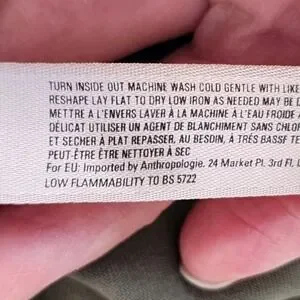 TURN INSIDE OUT MACHINE WASH COLD GENTLE WITH LIKE
RESHAPE LAY FLAT TO DRY LOW IRON AS NEEDED MAY BE D
METTRE A L'ENVERS LAVER À LA MACHINE À L'EAU FROIDE A
DÉLICAT UTILISER UN AGENT DE BLANCHIMENT SANS CHLOR
ET SECHER À PLAT REPASSER, AU BESOIN, À TRÈS BASSF TE
PEUT-ÊTRE ÊTRE NETTOYER À SEC
For EU: Imported by Anthropologie. 24 Market Pl. 3rd Fl. L
LOW FLAMMABILITY TO BS 5722